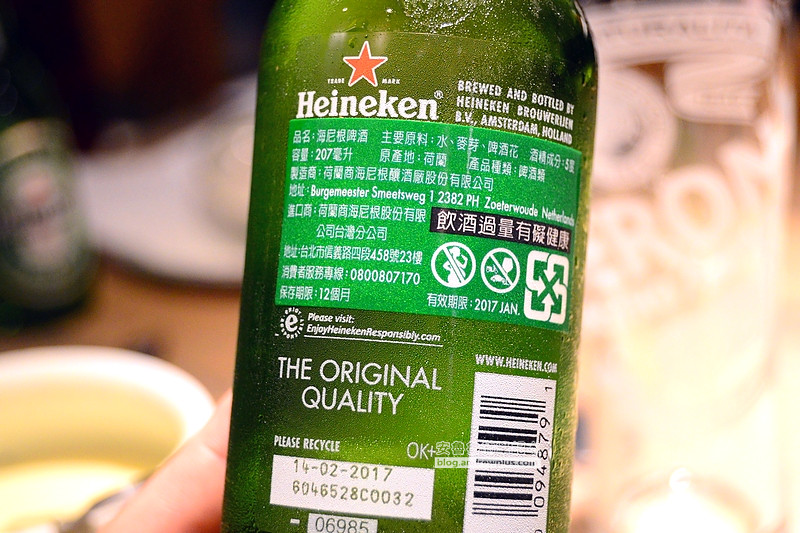 TRADE MARK
Heineken®
BREWED AND BOTTLED BY
HEINEKEN BROUWERIJEN
B.V., AMSTERDAM, HOLLAND
品名:海尼根啤酒 主要原料:水、麥芽、啤酒花 酒精成分:5度
容量:207毫升 原產地:荷蘭 產品種類:啤酒類
製造商:荷蘭商海尼根釀酒廠股份有限公司
地址:Burgemeester Smeetsweg 1 2382 PH Zoeterwoude Netherlands
進口商:荷蘭商海尼根股份有限
公司台灣分公司
飲酒過量有礙健康
地址:台北市信義路四段458號23樓
消費者服務專線:0800807170
保存期限:12個月
有效期限:2017 JAN.
Please visit:
EnjoyHeinekenResponsibly.com
THE ORIGINAL
QUALITY
WWW.HEINEKEN.COM
PLEASE RECYCLE
OK+
14-02-2017
6046528C0032
06985
094879 1
blog.andrewplus.com